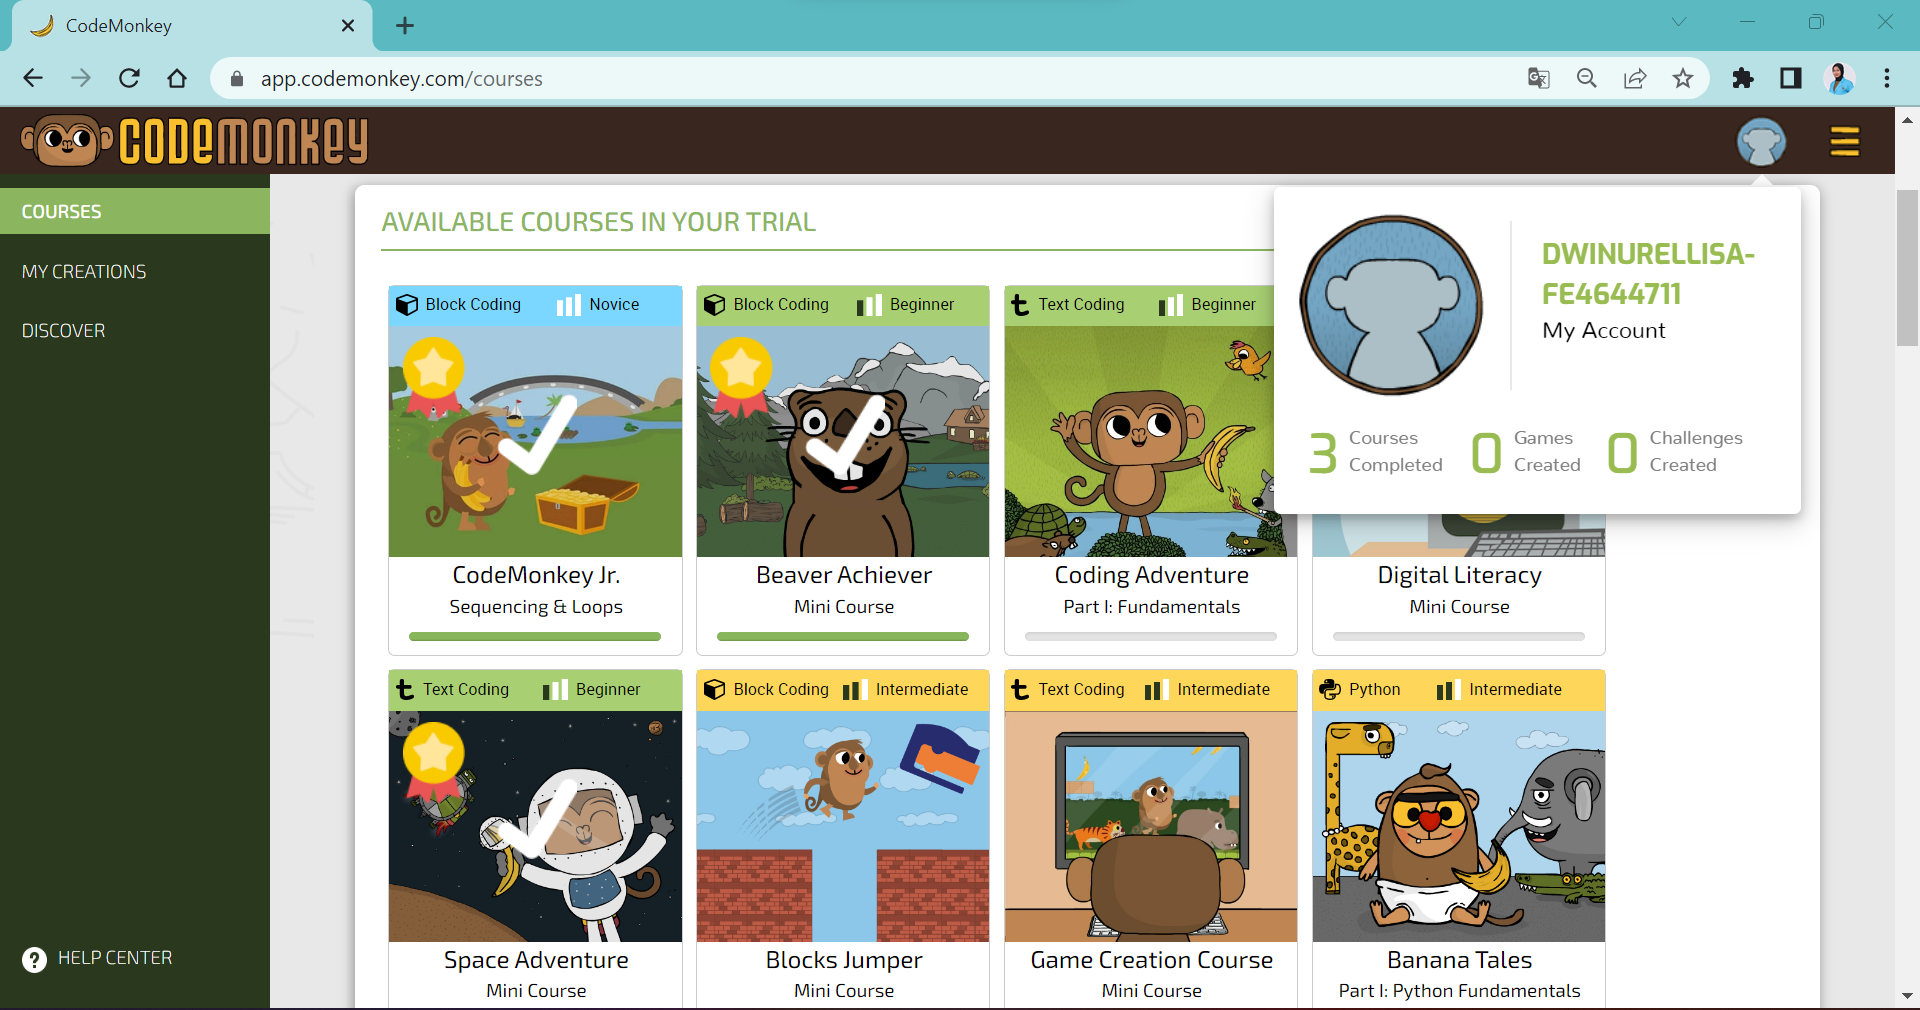 CodeMonkey
app.codemonkey.com/courses
CODEMONKEY
COURSES
MY CREATIONS
DISCOVER
HELP CENTER
AVAILABLE COURSES IN YOUR TRIAL
DWINURELLISA-
FE4644711
My Account
3 Courses Completed
0 Games Created
0 Challenges Created
Block Coding Novice
CodeMonkey Jr.
Sequencing & Loops
Block Coding Beginner
Beaver Achiever
Mini Course
Text Coding Beginner
Coding Adventure
Part I: Fundamentals
Digital Literacy
Mini Course
Text Coding Beginner
Space Adventure
Mini Course
Block Coding Intermediate
Blocks Jumper
Mini Course
Text Coding Intermediate
Game Creation Course
Mini Course
Python Intermediate
Banana Tales
Part I: Python Fundamentals